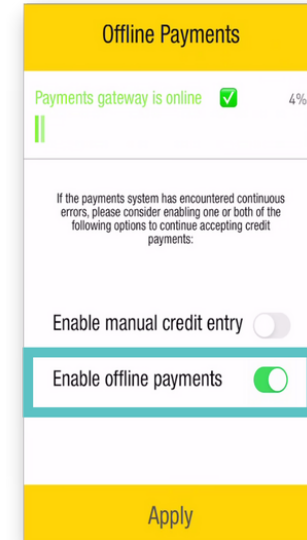 Offline Payments
Payments gateway is online 4%
If the payments system has encountered continuous
errors, please consider enabling one or both of the
following options to continue accepting credit
payments:
Enable manual credit entry
Enable offline payments
Apply